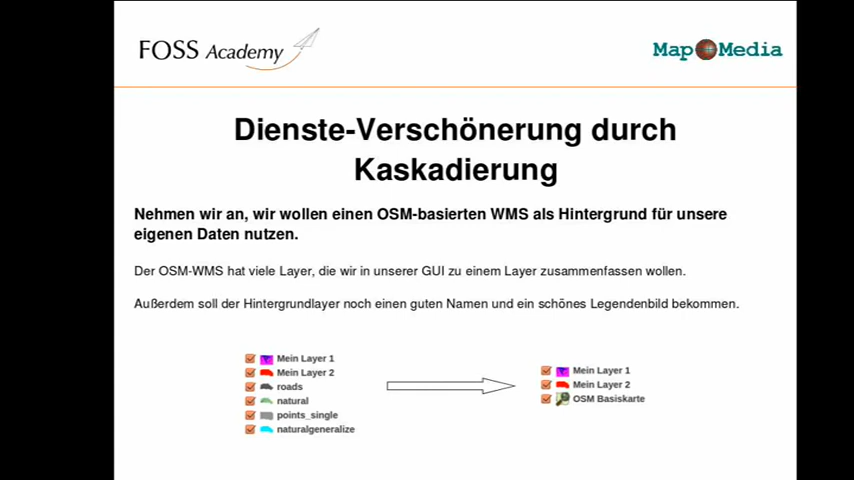 FOSS Academy
Map Media
Dienste-Verschönerung durch
Kaskadierung
Nehmen wir an, wir wollen einen OSM-basierten WMS als Hintergrund für unsere
eigenen Daten nutzen.
Der OSM-WMS hat viele Layer, die wir in unserer GUI zu einem Layer zusammenfassen wollen.
Außerdem soll der Hintergrundlayer noch einen guten Namen und ein schönes Legendenbild bekommen.
Mein Layer 1
Mein Layer 2
roads
natural
points_single
naturalgeneralize
Mein Layer 1
Mein Layer 2
OSM Basiskarte